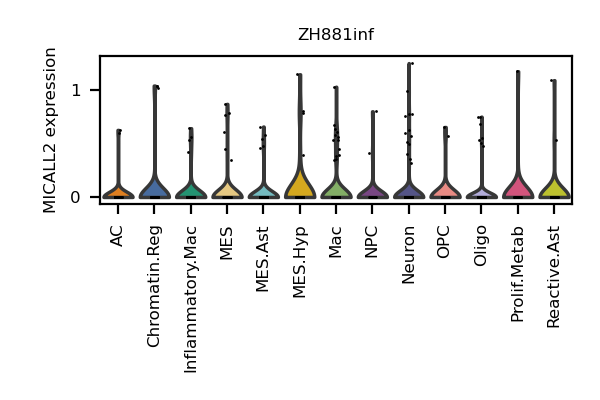 ZH881inf
MICALL2 expression
1
0
AC
Chromatin.Reg
Inflammatory.Mac
MES
MES.Ast
MES.Hyp
Mac
NPC
Neuron
OPC
Oligo
Prolif.Metab
Reactive.Ast